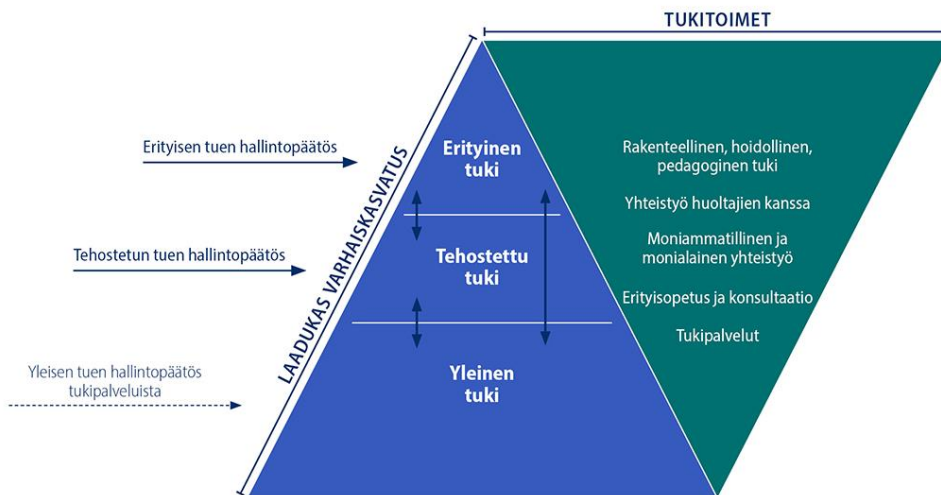 TUKITOIMET
LAADUKAS VARHAISKASVATUS
Erityisen tuen hallintopäätös
Tehostetun tuen hallintopäätös
Yleisen tuen hallintopäätös
tukipalveluista
Erityinen
tuki
Tehostettu
tuki
Yleinen
tuki
Rakenteellinen, hoidollinen,
pedagoginen tuki
Yhteistyö huoltajien kanssa
Moniammatillinen ja
monialainen yhteistyö
Erityisopetus ja konsultaatio
Tukipalvelut